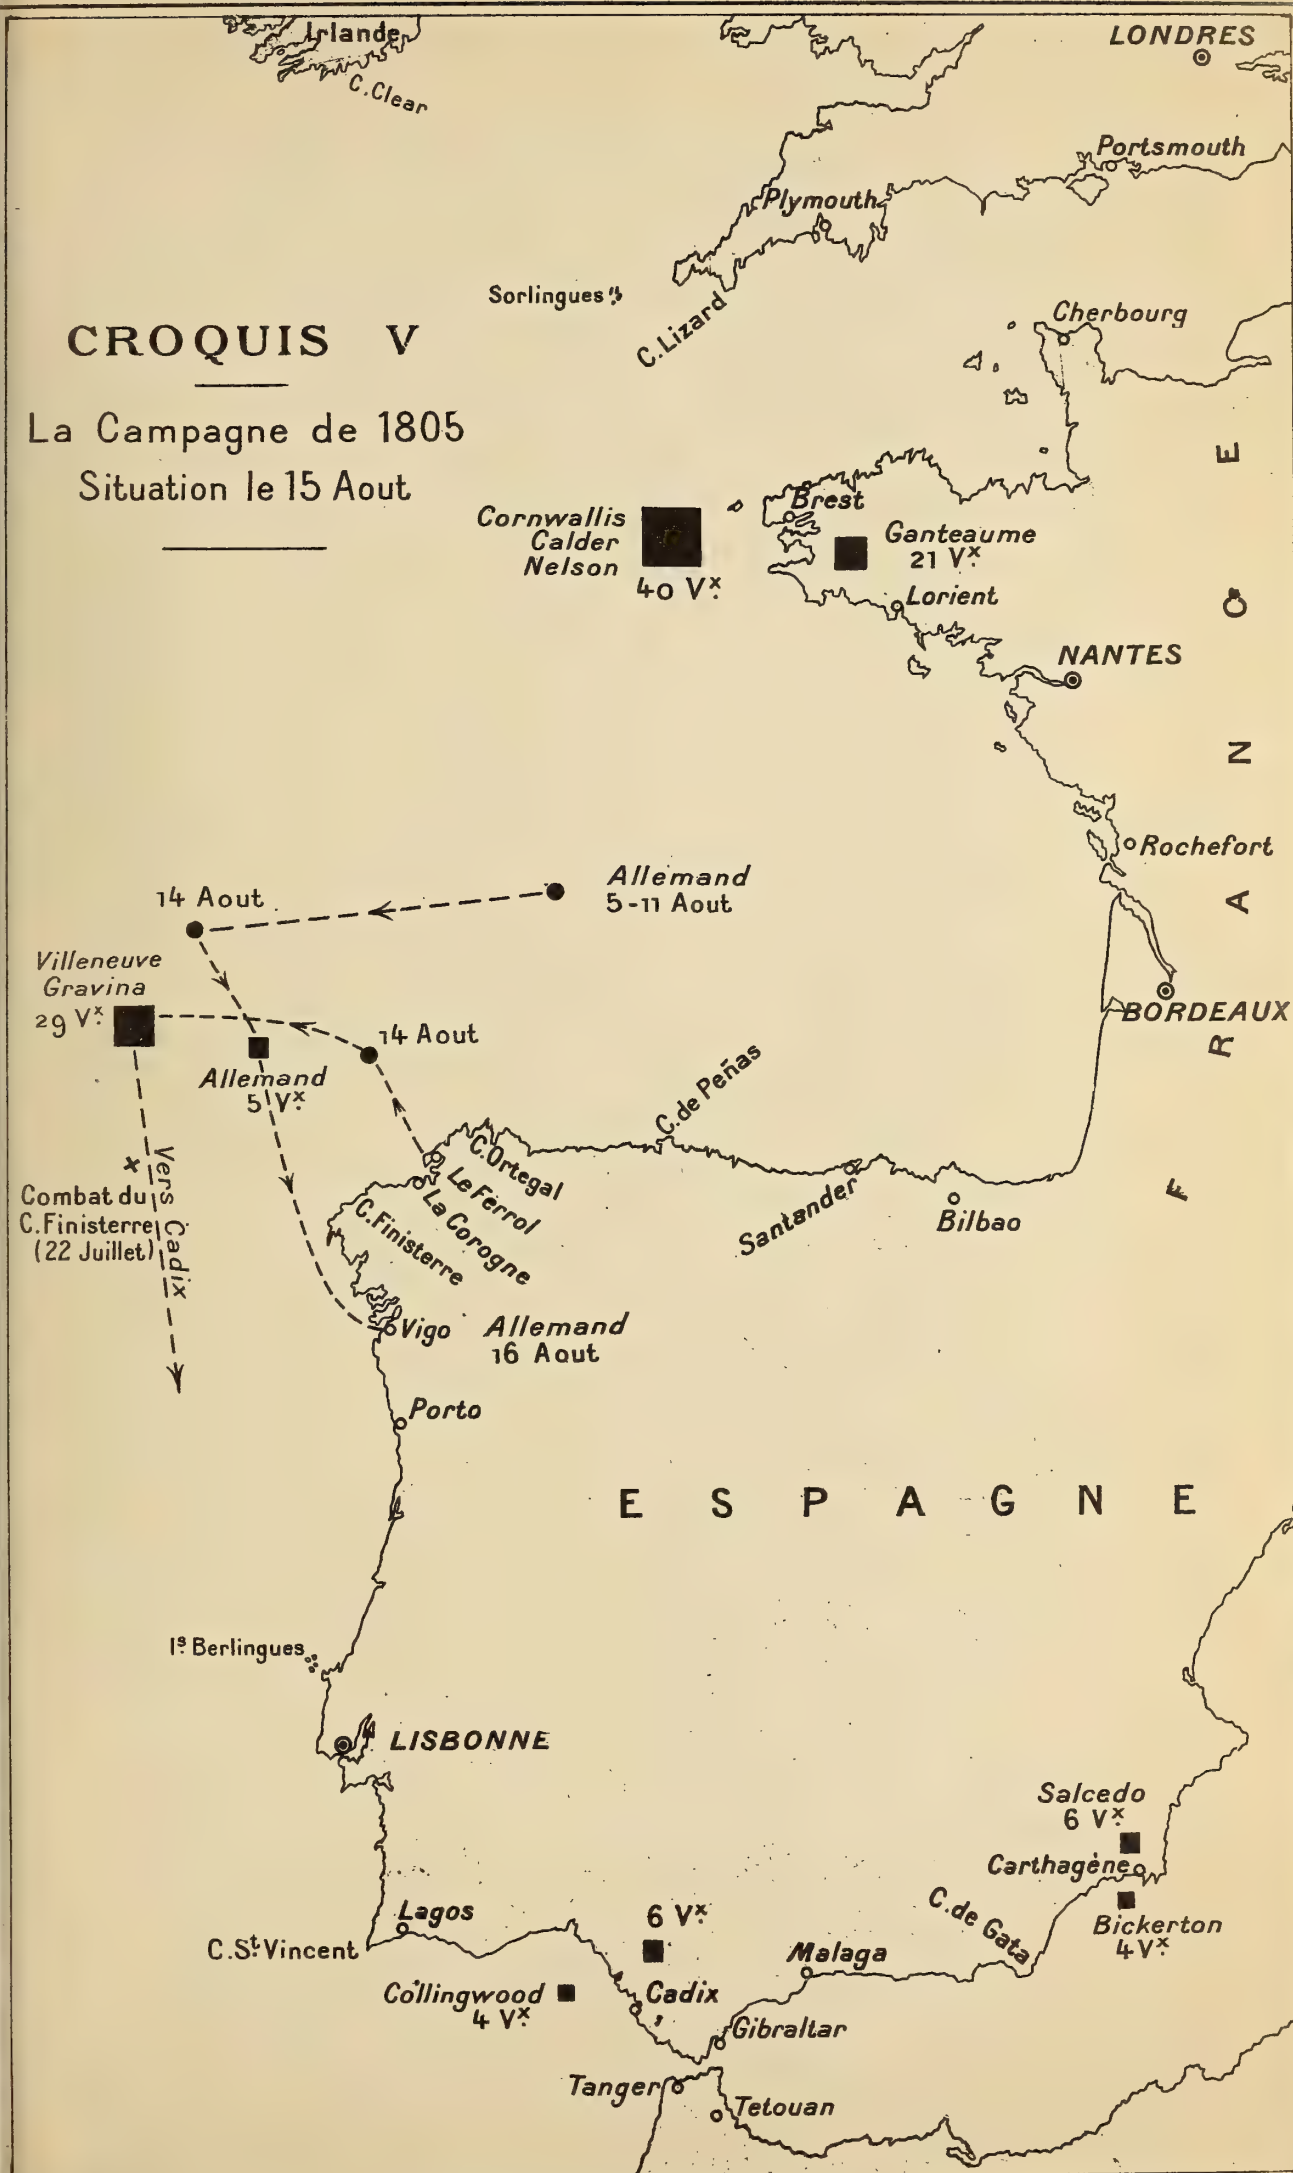 Irlande
C. Clear
LONDRES
Portsmouth
Plymouth
Sorlingues
C. Lizard
Cherbourg
CROQUIS V
La Campagne de 1805
Situation le 15 Aout
Cornwallis
Calder
Nelson
40 Vx.
Brest
Ganteaume
21 Vx.
Lorient
NANTES
Rochefort
BORDEAUX
FRANCE
Allemand
5-11 Aout
14 Aout
Villeneuve
Gravina
29 Vx.
14 Aout
Allemand
5 Vx.
C. de Peñas
C. Ortegal
Le Ferrol
La Corogne
C. Finisterre
Santander
Bilbao
Combat du
C. Finisterre
(22 Juillet)
Vers Cadix
Vigo
Allemand
16 Aout
Porto
ESPAGNE
Is. Berlingues
LISBONNE
Salcedo
6 Vx.
Carthagène
Bickerton
4 Vx.
C. de Gata
Lagos
C. St. Vincent
6 Vx.
Collingwood
4 Vx.
Cadix
Malaga
Gibraltar
Tanger
Tetouan